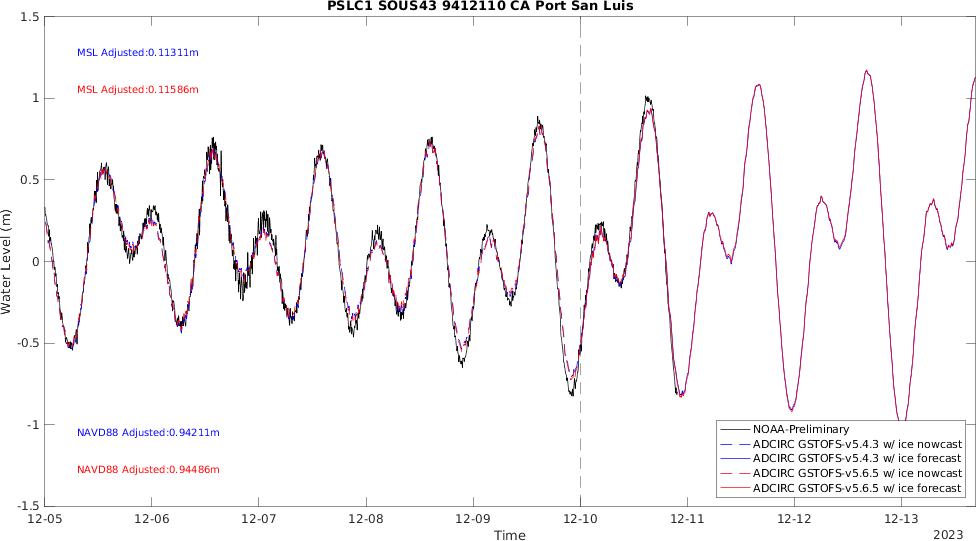 PSLC1 SOUS43 9412110 CA Port San Luis
1.5
1
0.5
0
-0.5
-1
-1.5
Water Level (m)
MSL Adjusted:0.11311m
MSL Adjusted:0.11586m
NAVD88 Adjusted:0.94211m
NAVD88 Adjusted:0.94486m
NOAA-Preliminary
ADCIRC GSTOFS-v5.4.3 w/ ice nowcast
ADCIRC GSTOFS-v5.4.3 w/ ice forecast
ADCIRC GSTOFS-v5.6.5 w/ ice nowcast
ADCIRC GSTOFS-v5.6.5 w/ ice forecast
12-05 12-06 12-07 12-08 12-09 12-10 12-11 12-12 12-13
Time
2023